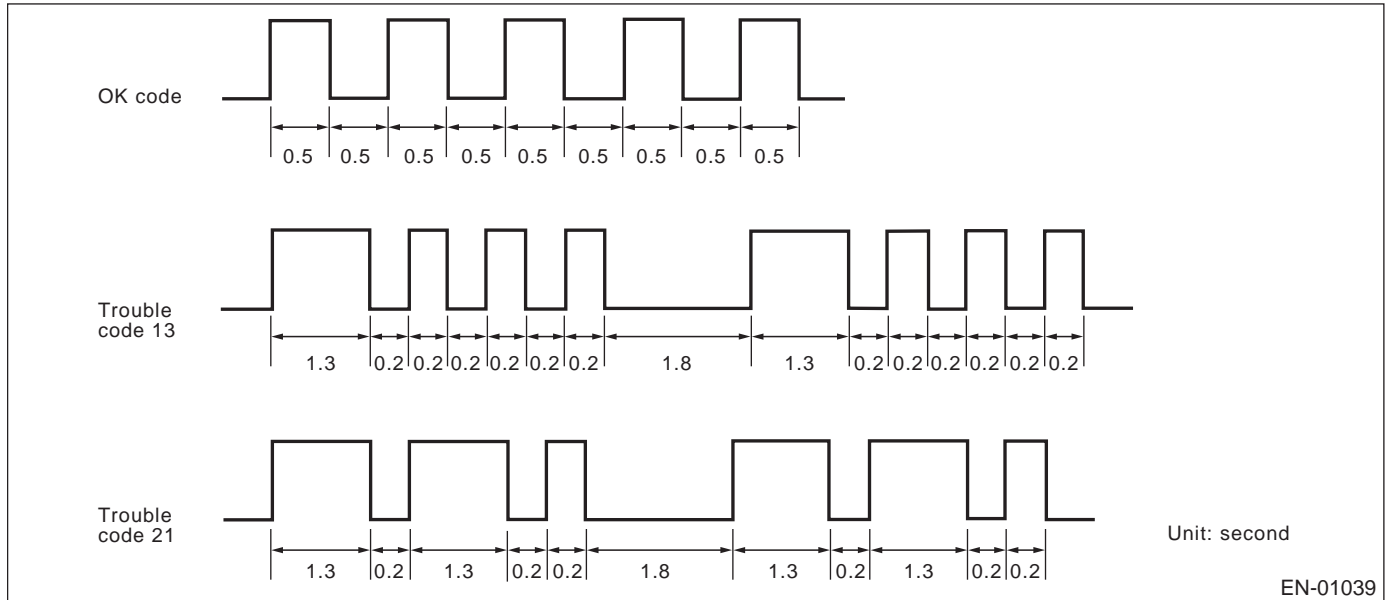 OK code
0.5 0.5 0.5 0.5 0.5 0.5 0.5 0.5 0.5
Trouble
code 13
1.3 0.2 0.2 0.2 0.2 0.2 0.2 1.8 1.3 0.2 0.2 0.2 0.2 0.2 0.2
Trouble
code 21
1.3 0.2 1.3 0.2 0.2 1.8 1.3 0.2 1.3 0.2 0.2
Unit: second
EN-01039